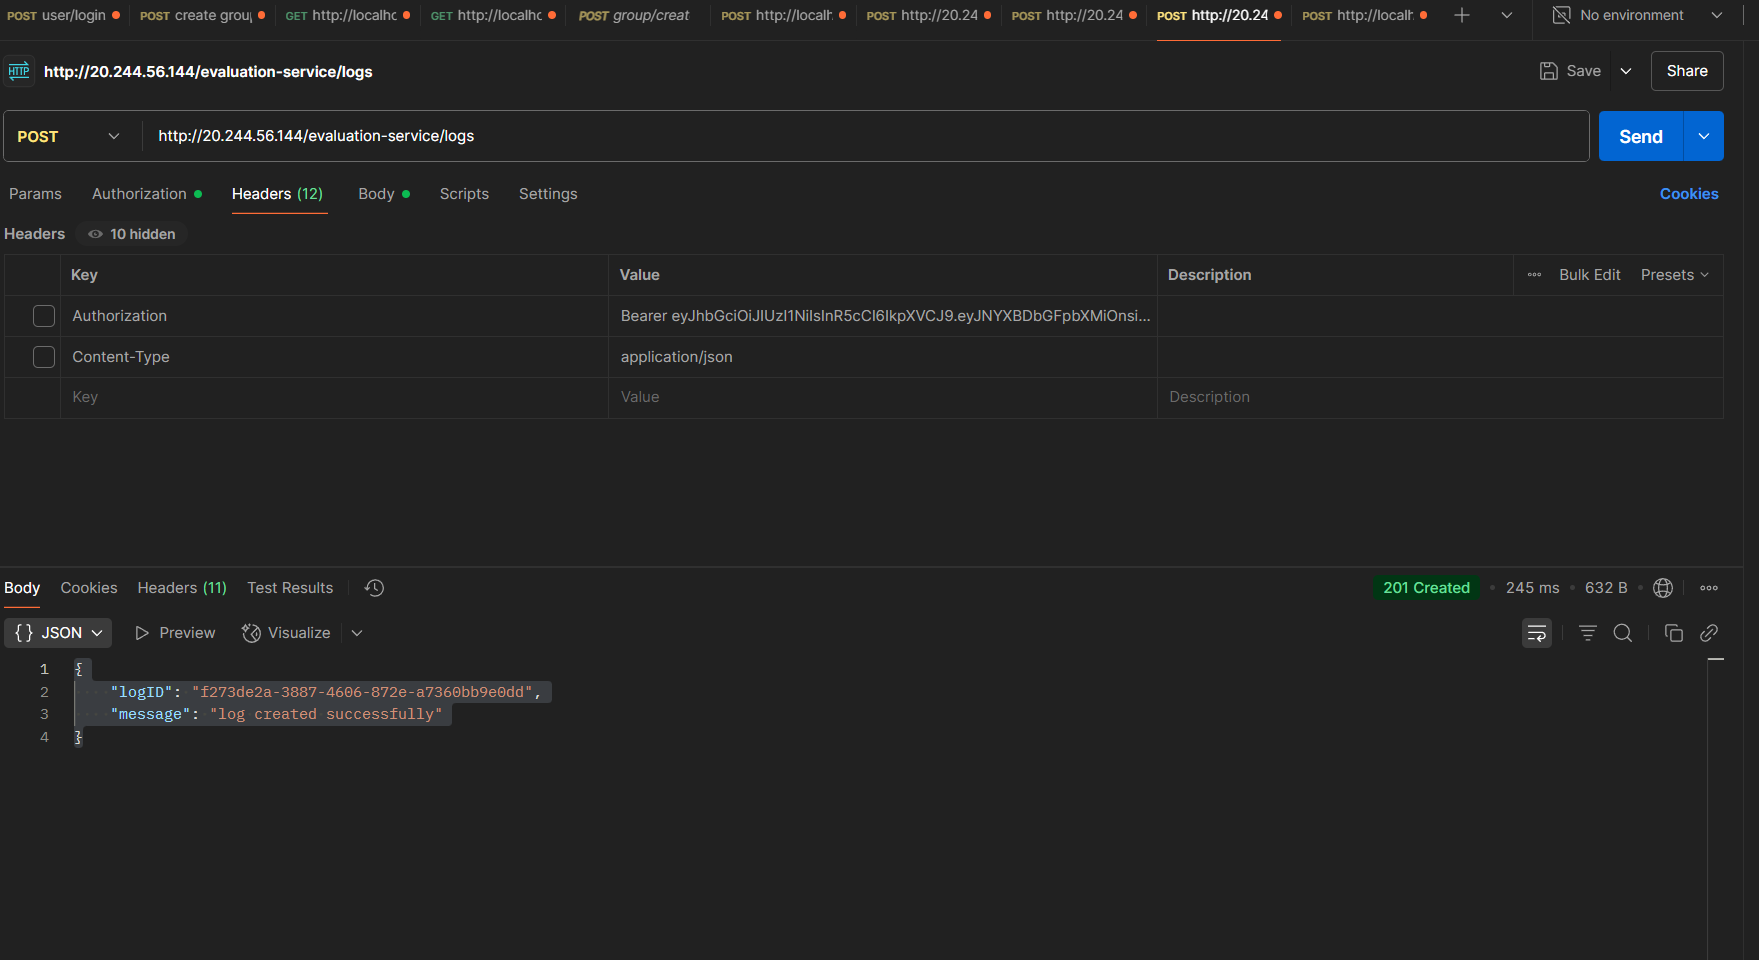 POST user/login POST create grou GET http://localhc GET http://localhc POST group/creat POST http://localh POST http://20.24 POST http://20.24 POST http://20.24 POST http://localh No environment
HTTP http://20.244.56.144/evaluation-service/logs Save Share
POST http://20.244.56.144/evaluation-service/logs Send
Params Authorization Headers (12) Body Scripts Settings Cookies
Headers 10 hidden
Key Value Description Bulk Edit Presets
Authorization Bearer eyJhbGciOiJIUzI1NiIsInR5cCI6IkpXVCJ9.eyJNYXBDbGFpbXMiOnsi...
Content-Type application/json
Key Value Description
Body Cookies Headers (11) Test Results 201 Created 245 ms 632 B
{} JSON Preview Visualize
1 {
2 "logID": "f273de2a-3887-4606-872e-a7360bb9e0dd",
3 "message": "log created successfully"
4 }